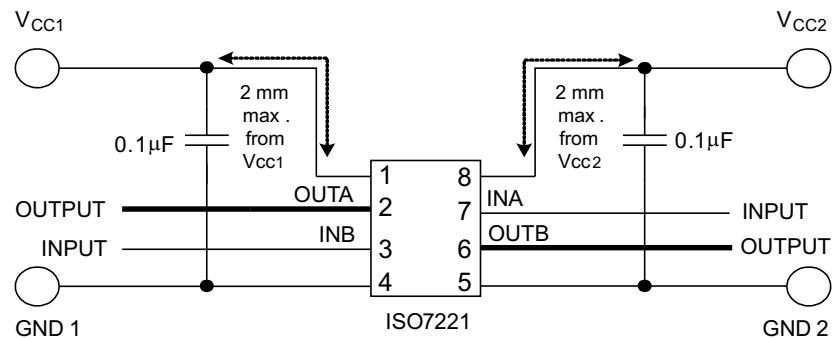 VCC1
VCC2
2 mm
max .
from
Vcc1
2 mm
max .
from
Vcc2
0.1μF
0.1μF
1
8
OUTPUT
OUTA
2
7
INA
INPUT
INPUT
INB
3
6
OUTB
OUTPUT
4
5
GND 1
ISO7221
GND 2